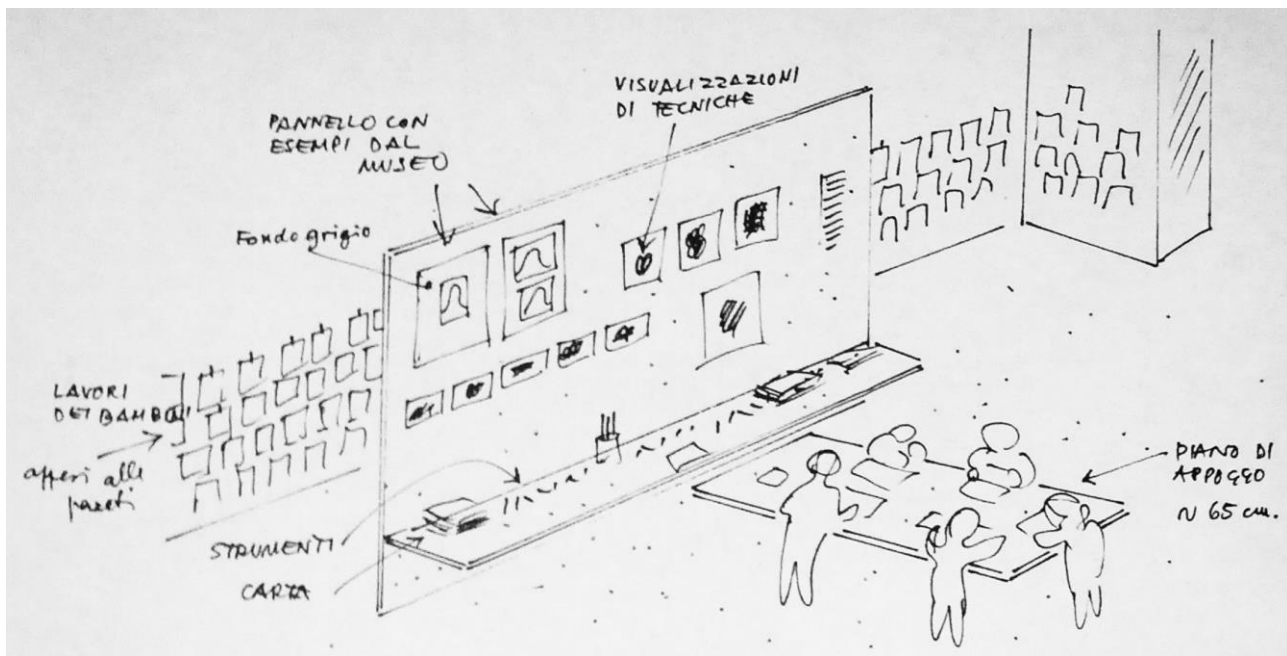 VISUALIZZAZIONI
DI TECNICHE
PANNELLO CON
ESEMPI DAL
MUSEO
Fondo grigio
LAVORI
DEI BAMBINI
appesi alle
pareti
STRUMENTI
CARTA
PIANO DI
APPOGGO
~ 65 cm.